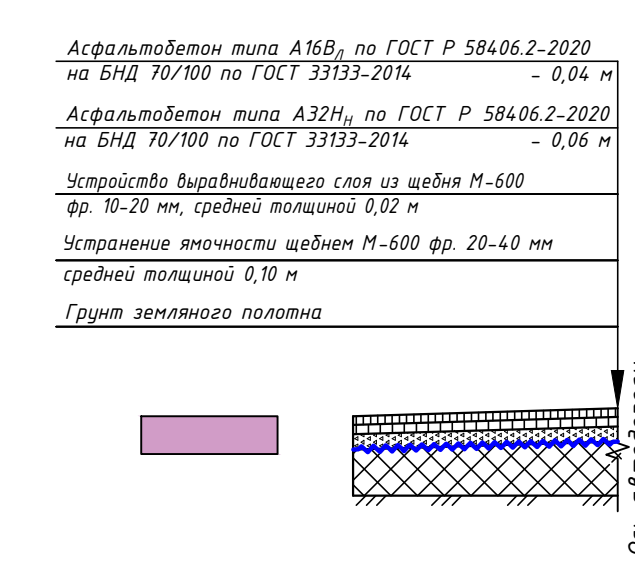 Асфальтобетон типа А16Вл по ГОСТ Р 58406.2-2020
на БНД 70/100 по ГОСТ 33133-2014 - 0,04 м
Асфальтобетон типа А32Нн по ГОСТ Р 58406.2-2020
на БНД 70/100 по ГОСТ 33133-2014 - 0,06 м
Устройство выравнивающего слоя из щебня М-600
фр. 10-20 мм, средней толщиной 0,02 м
Устранение ямочности щебнем М-600 фр. 20-40 мм
средней толщиной 0,10 м
Грунт земляного полотна